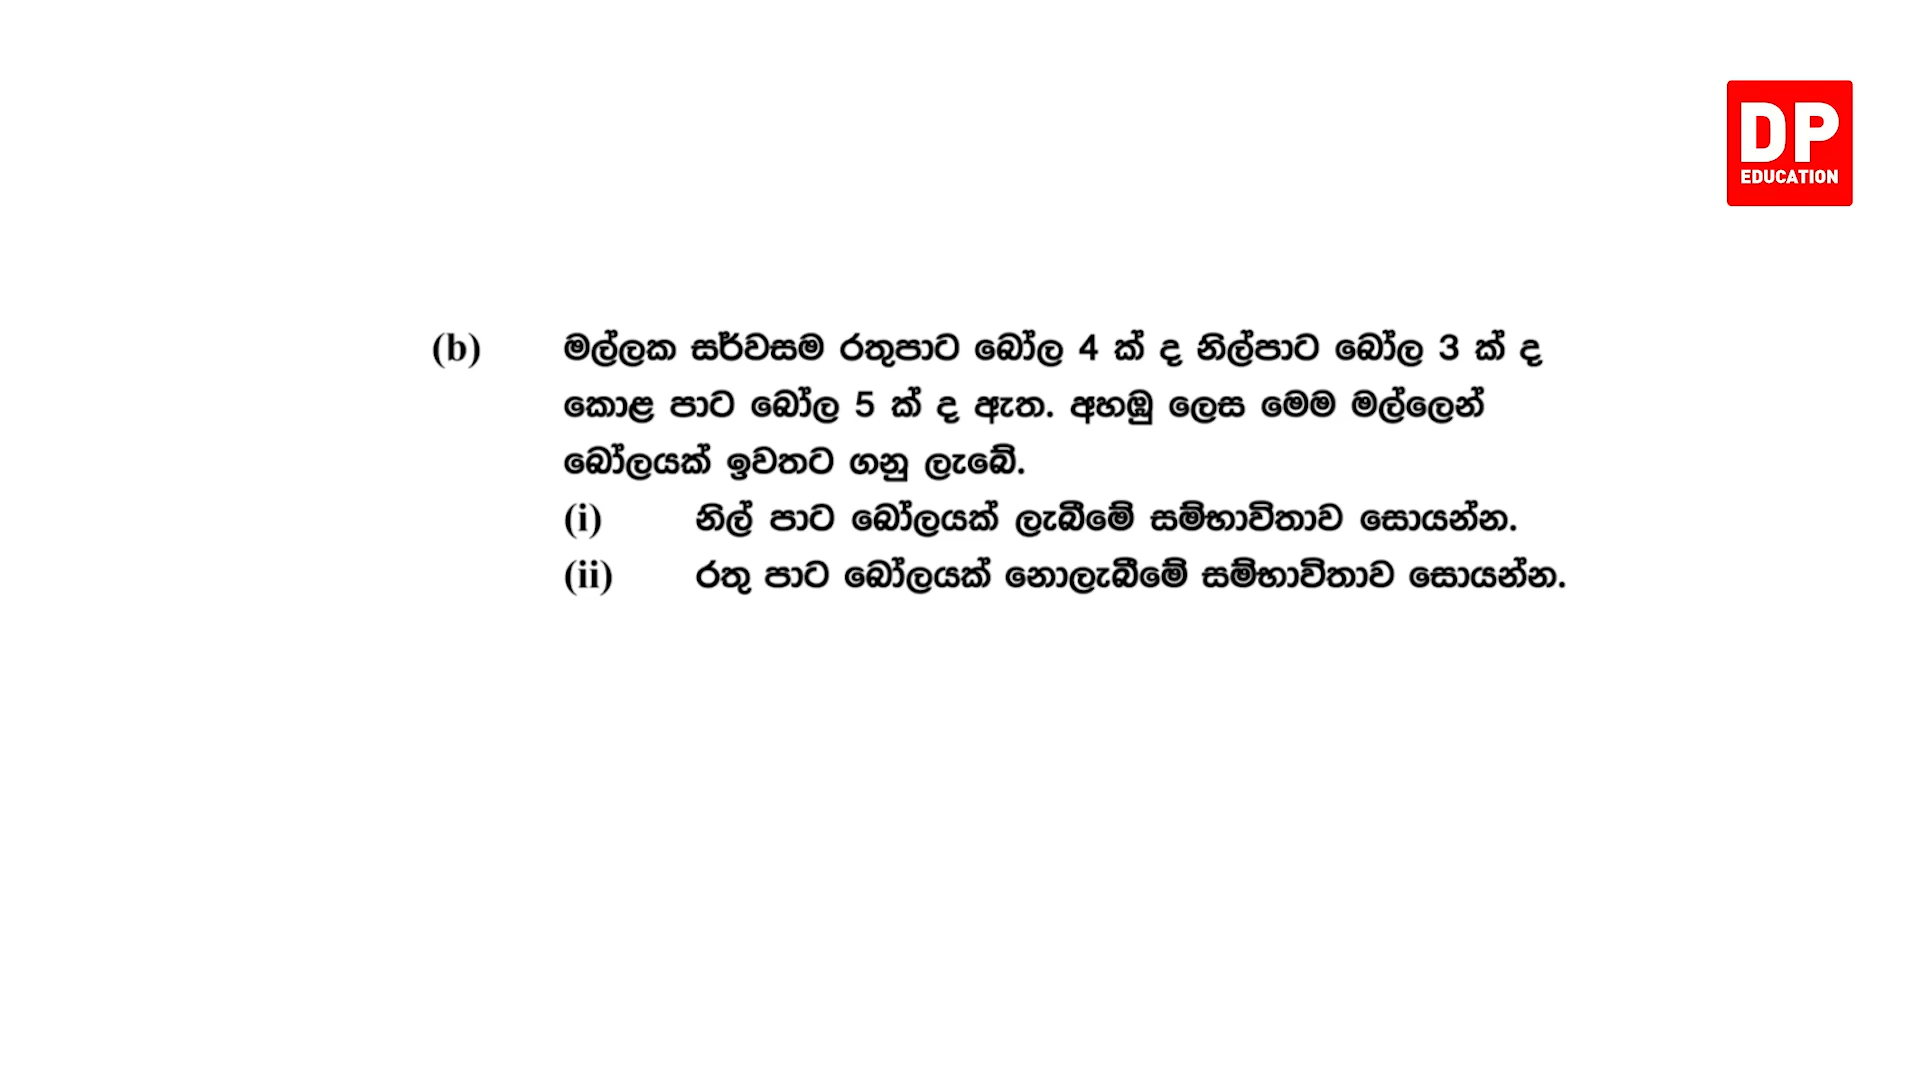 DP
EDUCATION
(b) මල්ලක සර්වසම රතුපාට බෝල 4 ක් ද නිල්පාට බෝල 3 ක් ද
කොළ පාට බෝල 5 ක් ද ඇත. අහඹු ලෙස මෙම මල්ලෙන්
බෝලයක් ඉවතට ගනු ලැබේ.
(i) නිල් පාට බෝලයක් ලැබීමේ සම්භාවිතාව සොයන්න.
(ii) රතු පාට බෝලයක් නොලැබීමේ සම්භාවිතාව සොයන්න.